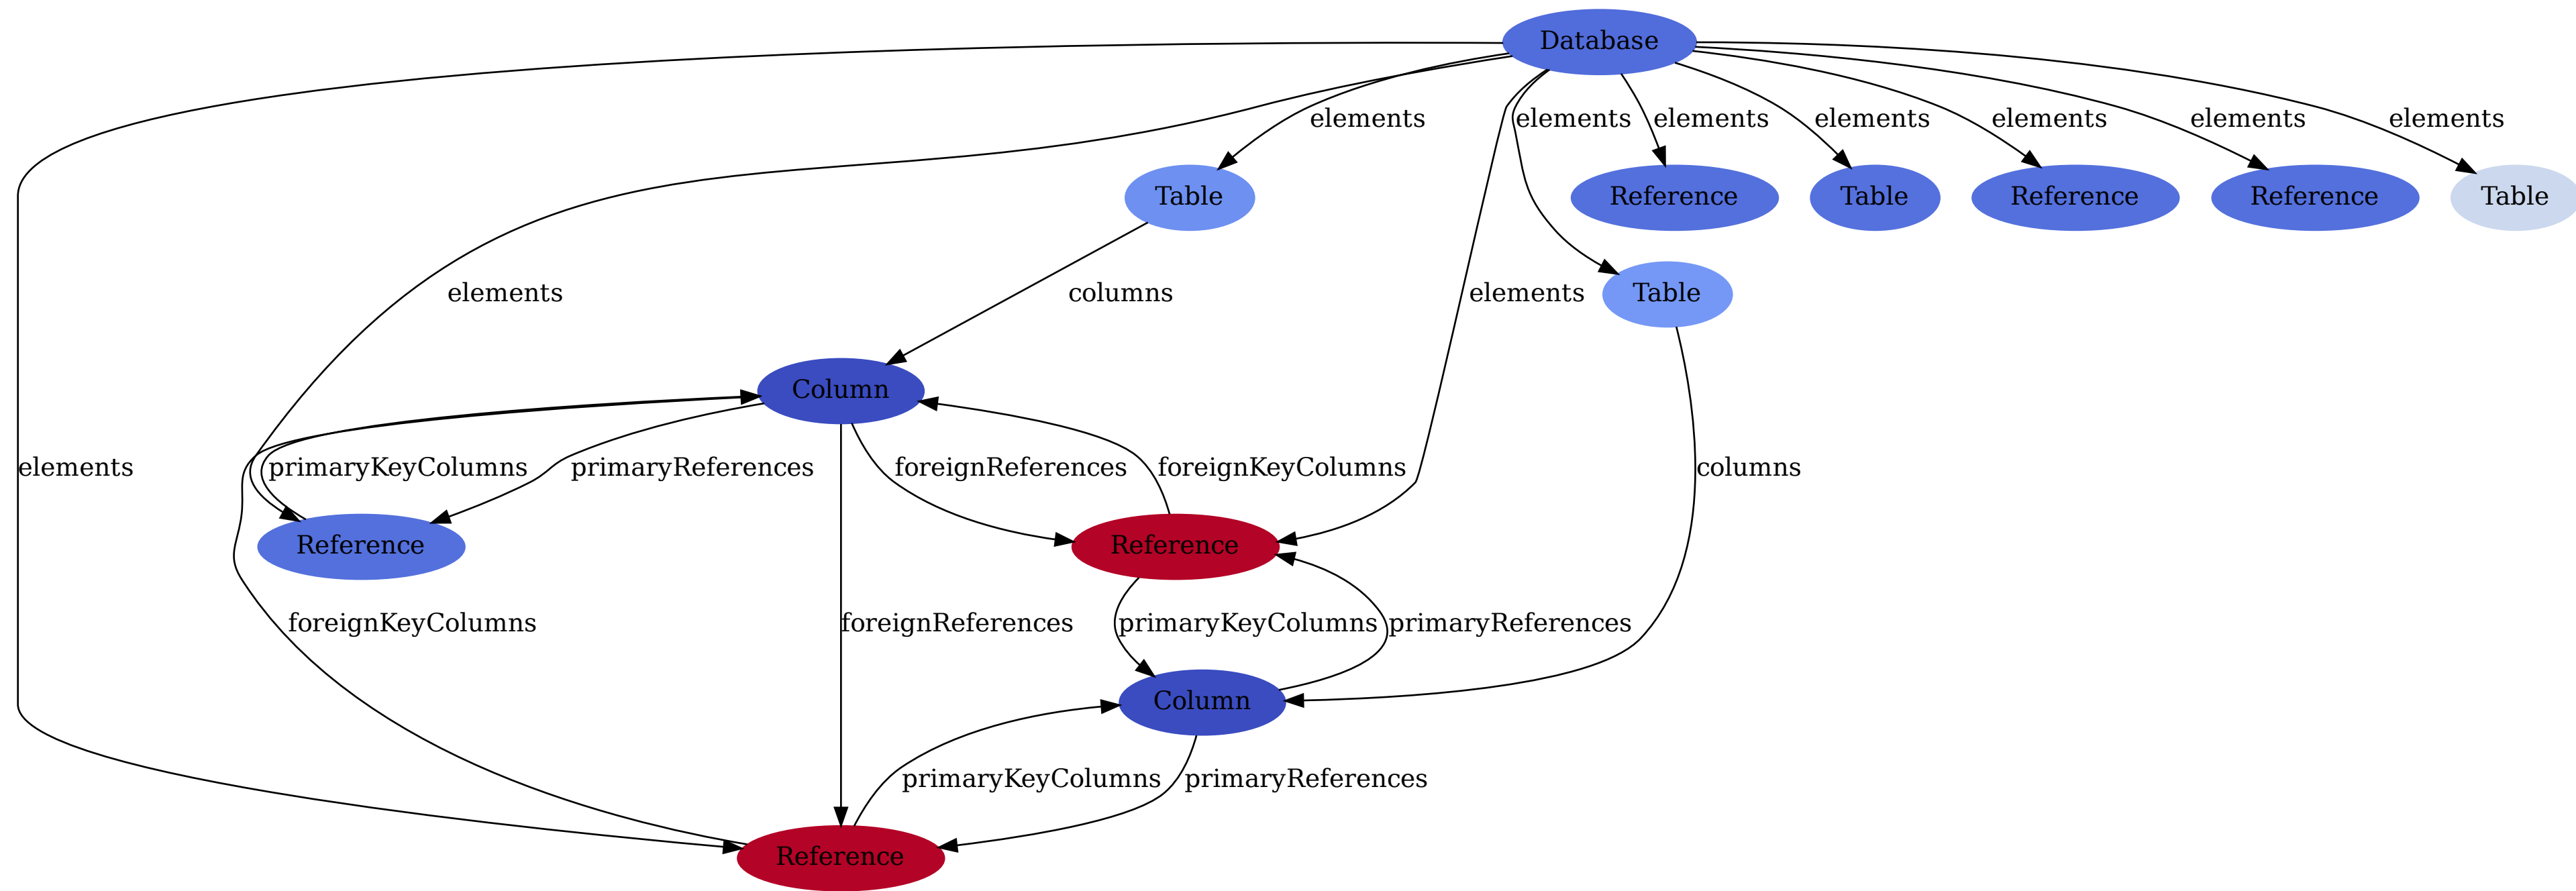 Database
elements
elements
elements
elements
elements
elements
Table
Reference
Table
Reference
Reference
Table
elements
columns
elements
Table
Column
elements
primaryKeyColumns
primaryReferences
foreignReferences
foreignKeyColumns
columns
Reference
Reference
foreignKeyColumns
foreignReferences
primaryKeyColumns
primaryReferences
Column
primaryKeyColumns
primaryReferences
Reference